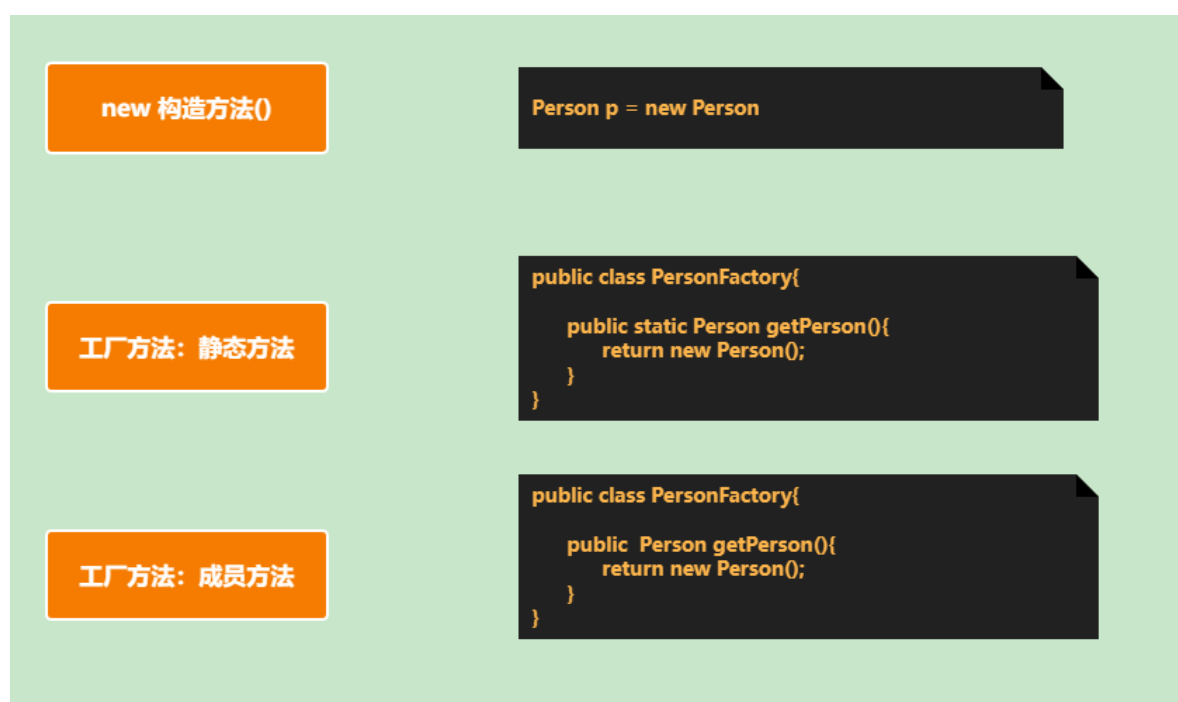 new 构造方法()
Person p = new Person
工厂方法：静态方法
public class PersonFactory{
public static Person getPerson(){
return new Person();
}
}
工厂方法：成员方法
public class PersonFactory{
public  Person getPerson(){
return new Person();
}
}